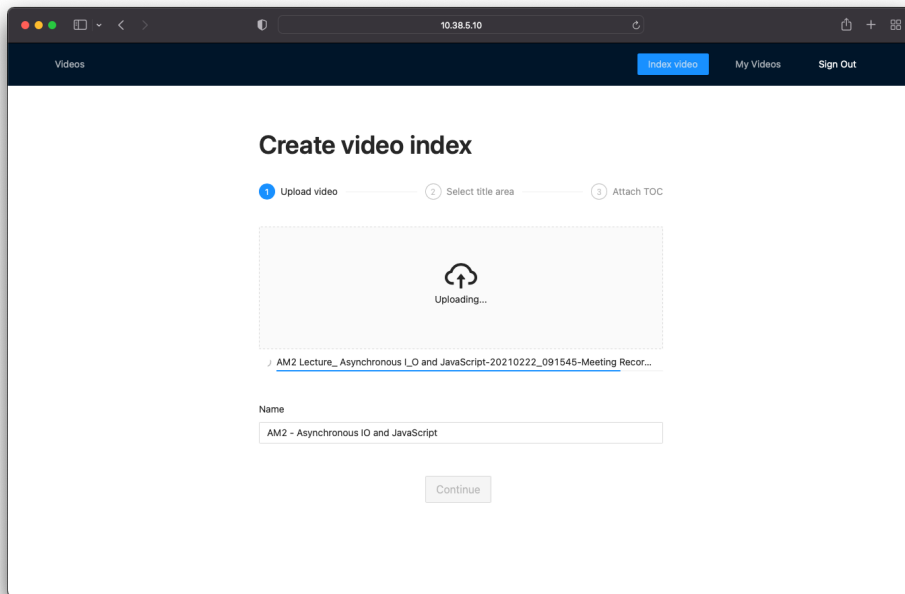 10.38.5.10
Videos
Index video
My Videos
Sign Out
Create video index
1 Upload video
2 Select title area
3 Attach TOC
Uploading...
AM2 Lecture_ Asynchronous I_O and JavaScript-20210222_091545-Meeting Recor...
Name
AM2 - Asynchronous IO and JavaScript
Continue